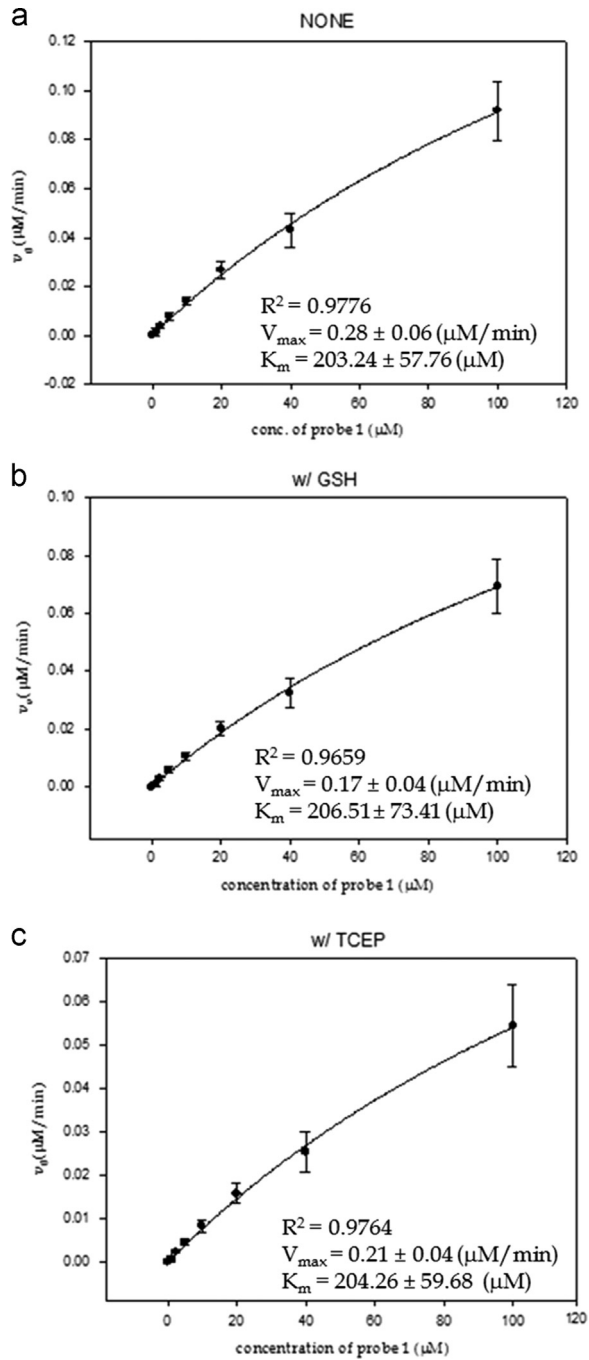 a
NONE
0.12
0.10
0.08
0.06
0.04
0.02
0.00
-0.02
v0 (μM/min)
R2 = 0.9776
Vmax = 0.28 ± 0.06 (μM/min)
Km = 203.24 ± 57.76 (μM)
0 20 40 60 80 100 120
conc. of probe 1 (μM)
b
w/ GSH
0.10
0.08
0.06
0.04
0.02
0.00
(μM/min)
R2 = 0.9659
Vmax = 0.17 ± 0.04 (μM/min)
Km = 206.51 ± 73.41 (μM)
0 20 40 60 80 100 120
concentration of probe 1 (μM)
c
w/ TCEP
0.07
0.06
0.05
0.04
0.03
0.02
0.01
0.00
v0 (μM/min)
R2 = 0.9764
Vmax = 0.21 ± 0.04 (μM/min)
Km = 204.26 ± 59.68 (μM)
0 20 40 60 80 100 120
concentration of probe 1 (μM)